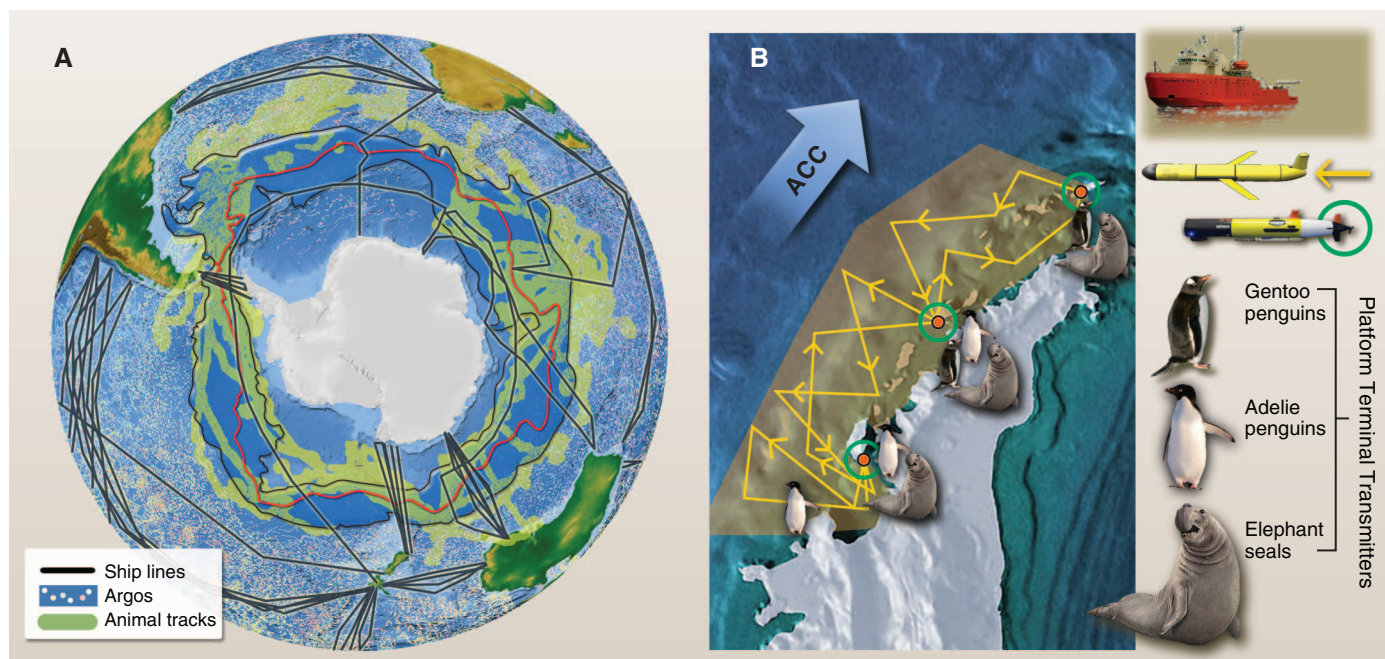 A
Ship lines
Argos
Animal tracks
B
ACC
Gentoo
penguins
Adelie
penguins
Elephant
seals
Platform Terminal Transmitters